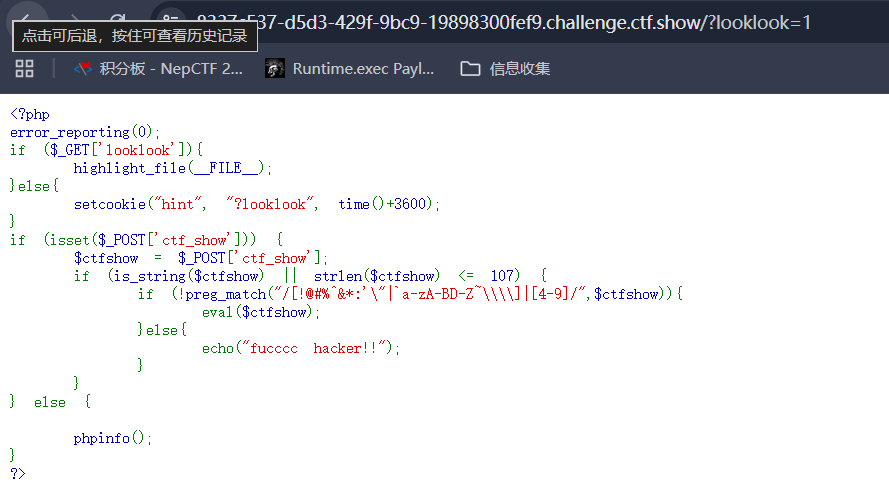 8227c537-d5d3-429f-9bc9-19898300fef9.challenge.ctf.show/?looklook=1
点击可后退，按住可查看历史记录
积分板 - NepCTF 2... Runtime.exec Payl... 信息收集
<?php
error_reporting(0);
if ($_GET['looklook']){
highlight_file(__FILE__);
}else{
setcookie("hint", "?looklook", time()+3600);
}
if (isset($_POST['ctf_show'])) {
$ctfshow = $_POST['ctf_show'];
if (is_string($ctfshow) || strlen($ctfshow) <= 107) {
if (!preg_match("/[!@#%^&*:'\"|`a-zA-BD-Z~\\\\]|[4-9]/",$ctfshow)){
eval($ctfshow);
}else{
echo("fucccc hacker!!");
}
}
} else {
phpinfo();
}
?>